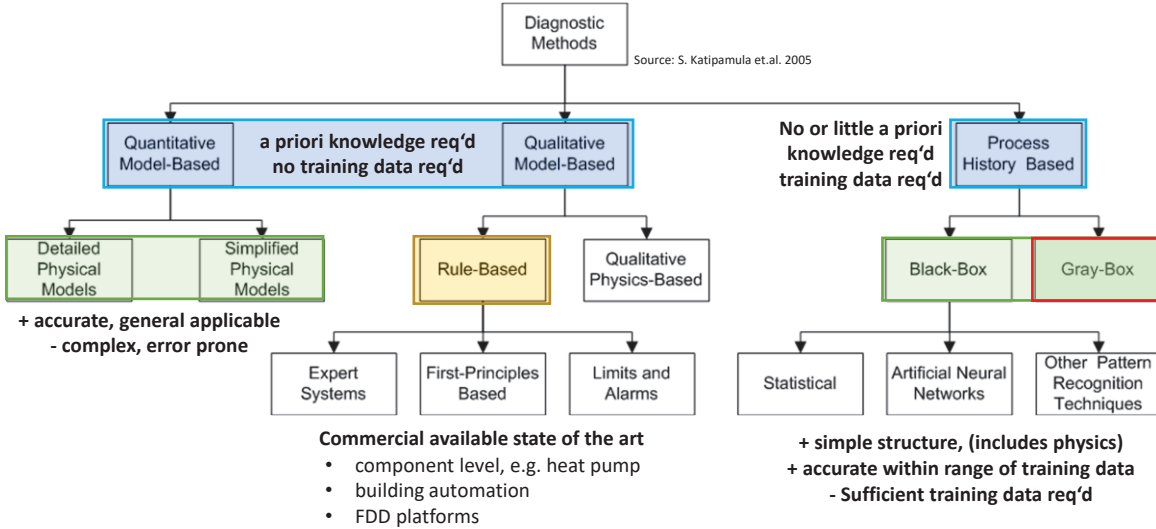 Diagnostic
Methods
Source: S. Katipamula et.al. 2005
Quantitative
Model-Based
a priori knowledge req‘d
no training data req‘d
Qualitative
Model-Based
No or little a priori
knowledge req‘d
training data req‘d
Process
History Based
Detailed
Physical
Models
Simplified
Physical
Models
Rule-Based
Qualitative
Physics-Based
Black-Box
Gray-Box
+ accurate, general applicable
- complex, error prone
Expert
Systems
First-Principles
Based
Limits and
Alarms
Statistical
Artificial Neural
Networks
Other Pattern
Recognition
Techniques
Commercial available state of the art
• component level, e.g. heat pump
• building automation
• FDD platforms
+ simple structure, (includes physics)
+ accurate within range of training data
- Sufficient training data req‘d